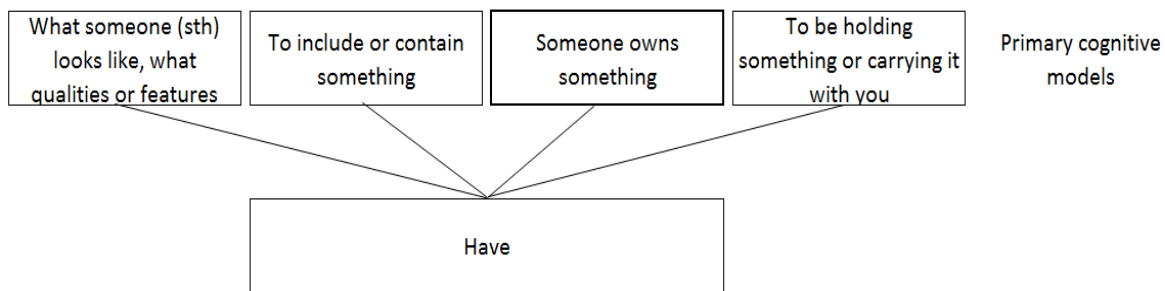 What someone (sth)
looks like, what
qualities or features
To include or contain
something
Someone owns
something
To be holding
something or carrying it
with you
Primary cognitive
models
Have